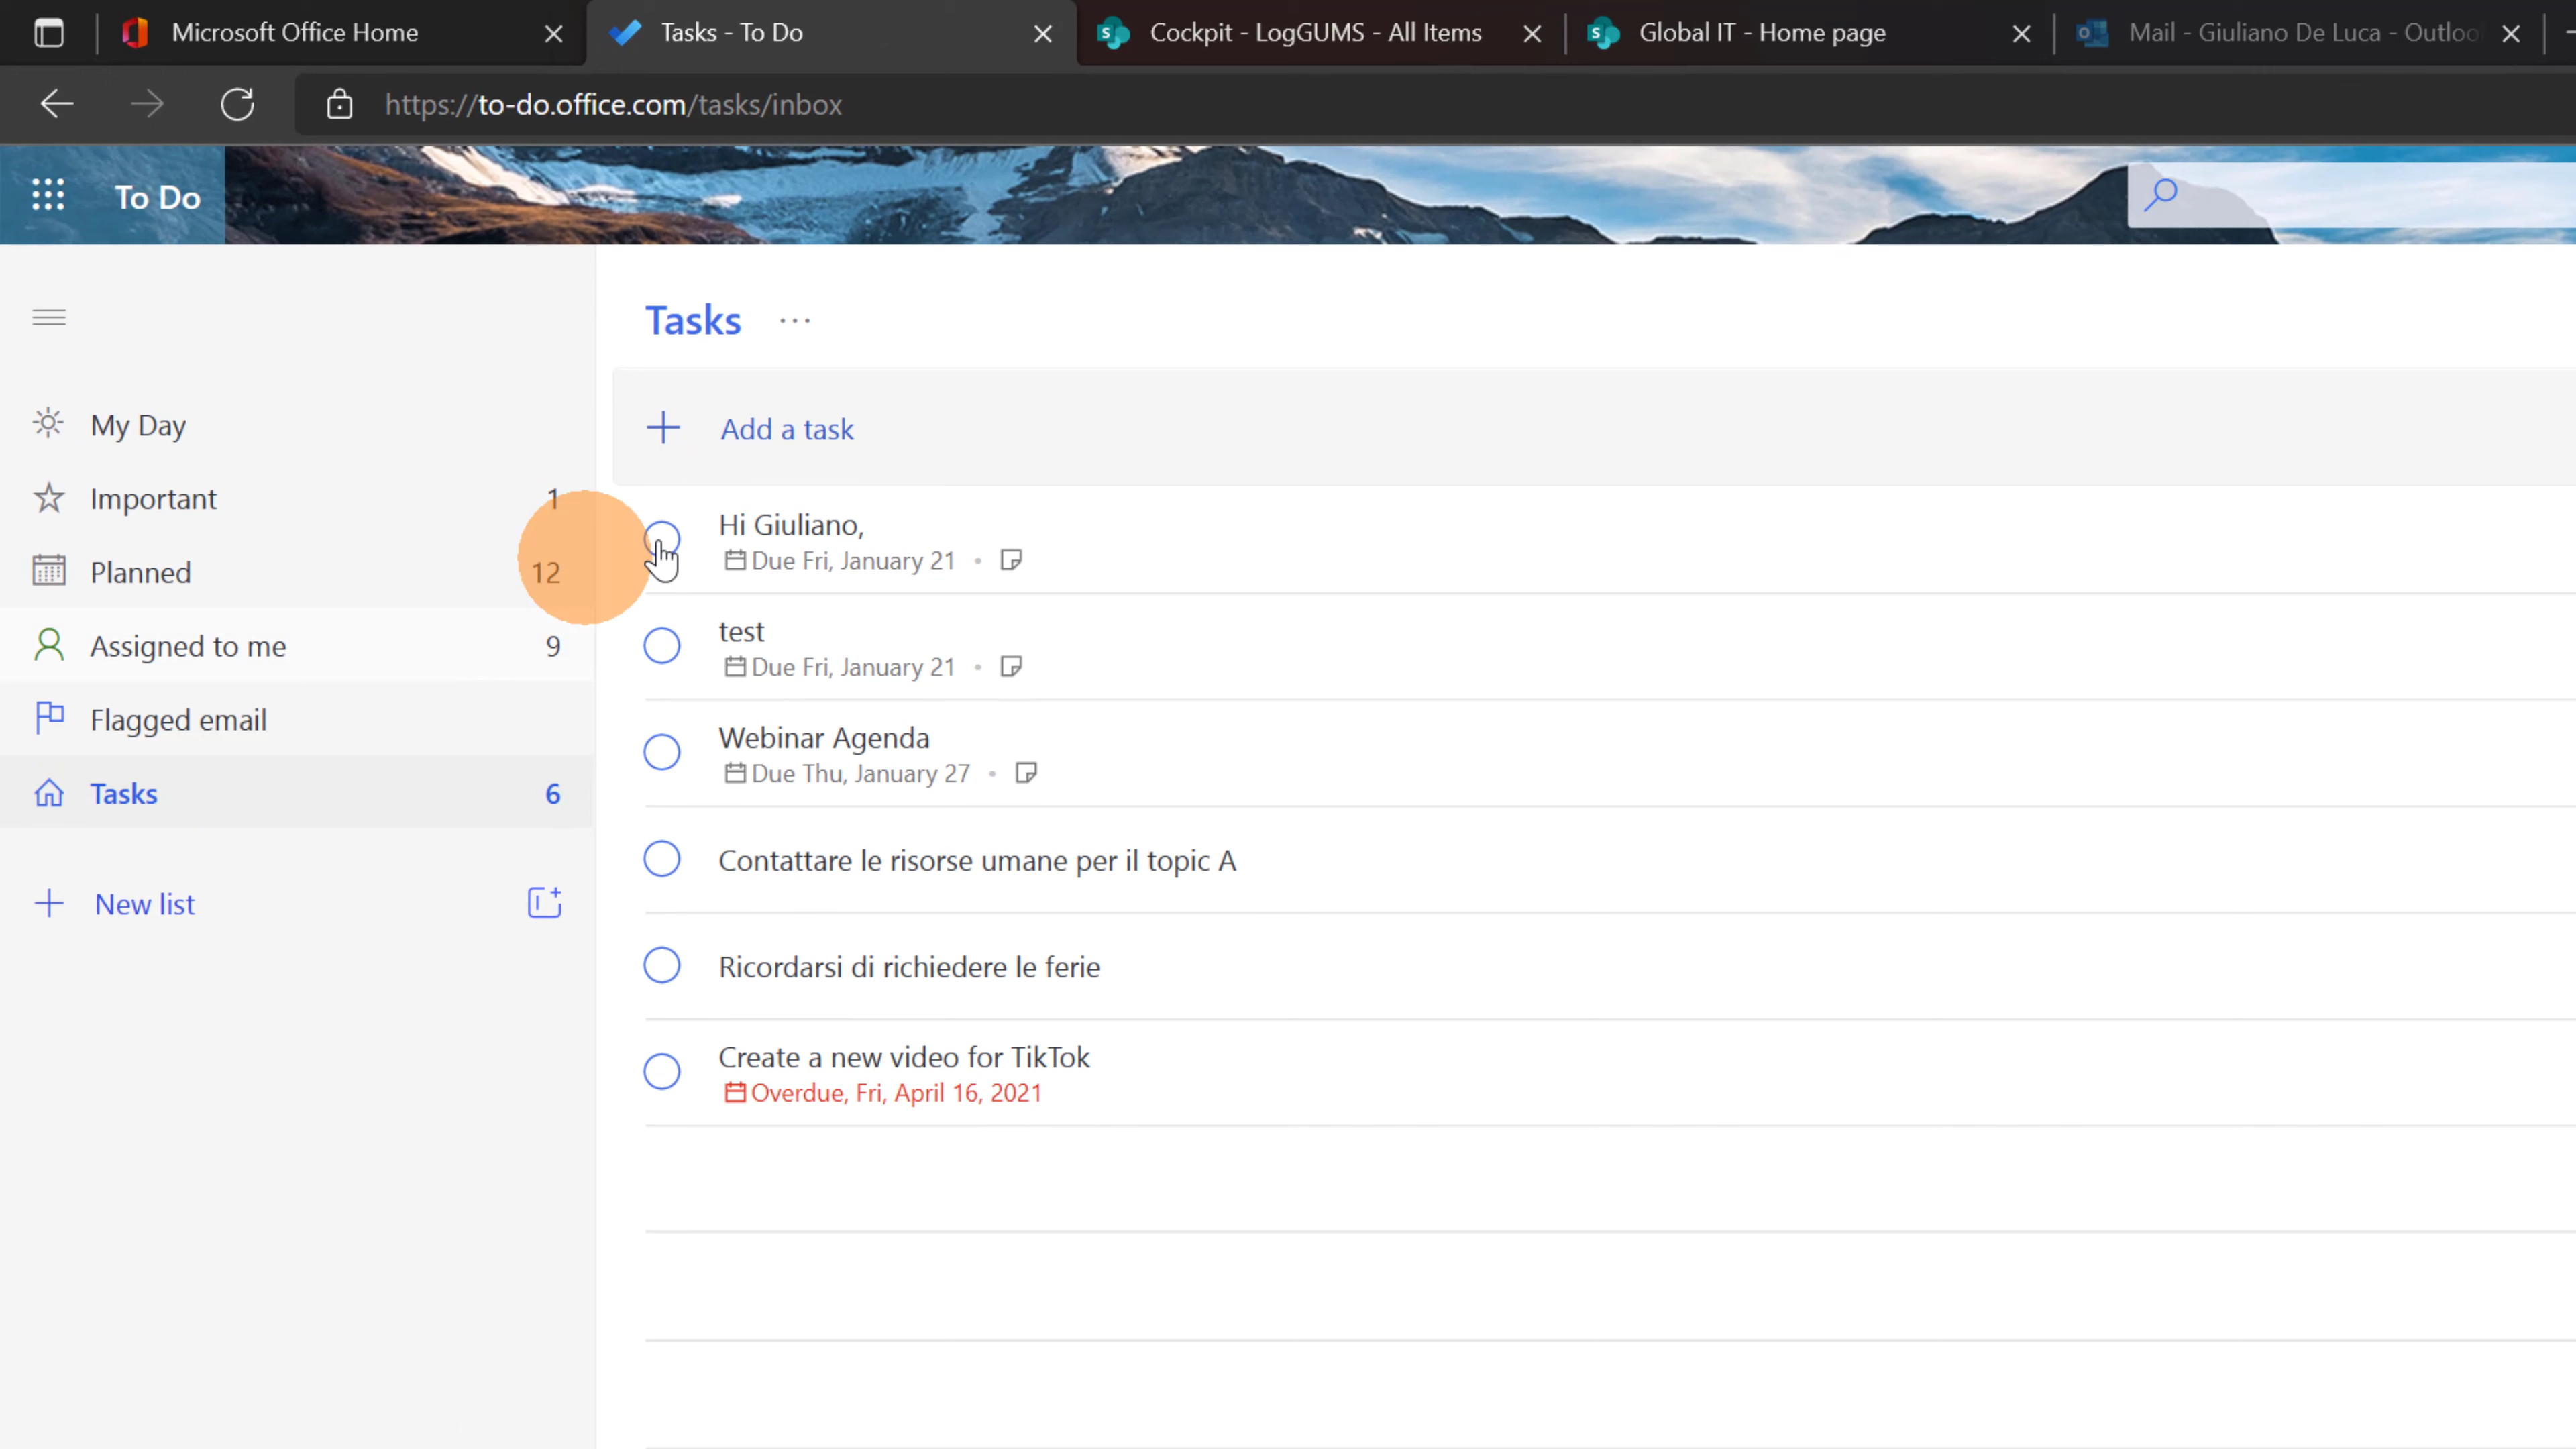 Microsoft Office Home
Tasks - To Do
Cockpit - LogGUMS - All Items
Global IT - Home page
Mail - Giuliano De Luca - Outloo
https://to-do.office.com/tasks/inbox
To Do
Tasks
Add a task
My Day
Important 1
Planned 12
Assigned to me 9
Flagged email
Tasks 6
New list
Hi Giuliano,
Due Fri, January 21
test
Due Fri, January 21
Webinar Agenda
Due Thu, January 27
Contattare le risorse umane per il topic A
Ricordarsi di richiedere le ferie
Create a new video for TikTok
Overdue, Fri, April 16, 2021